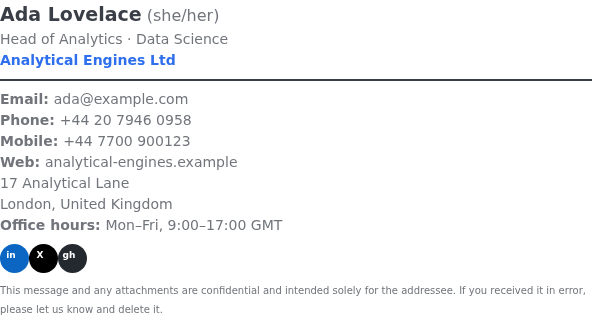 Ada Lovelace (she/her)
Head of Analytics · Data Science
Analytical Engines Ltd
Email: ada@example.com
Phone: +44 20 7946 0958
Mobile: +44 7700 900123
Web: analytical-engines.example
17 Analytical Lane
London, United Kingdom
Office hours: Mon–Fri, 9:00–17:00 GMT
in X gh
This message and any attachments are confidential and intended solely for the addressee. If you received it in error,
please let us know and delete it.